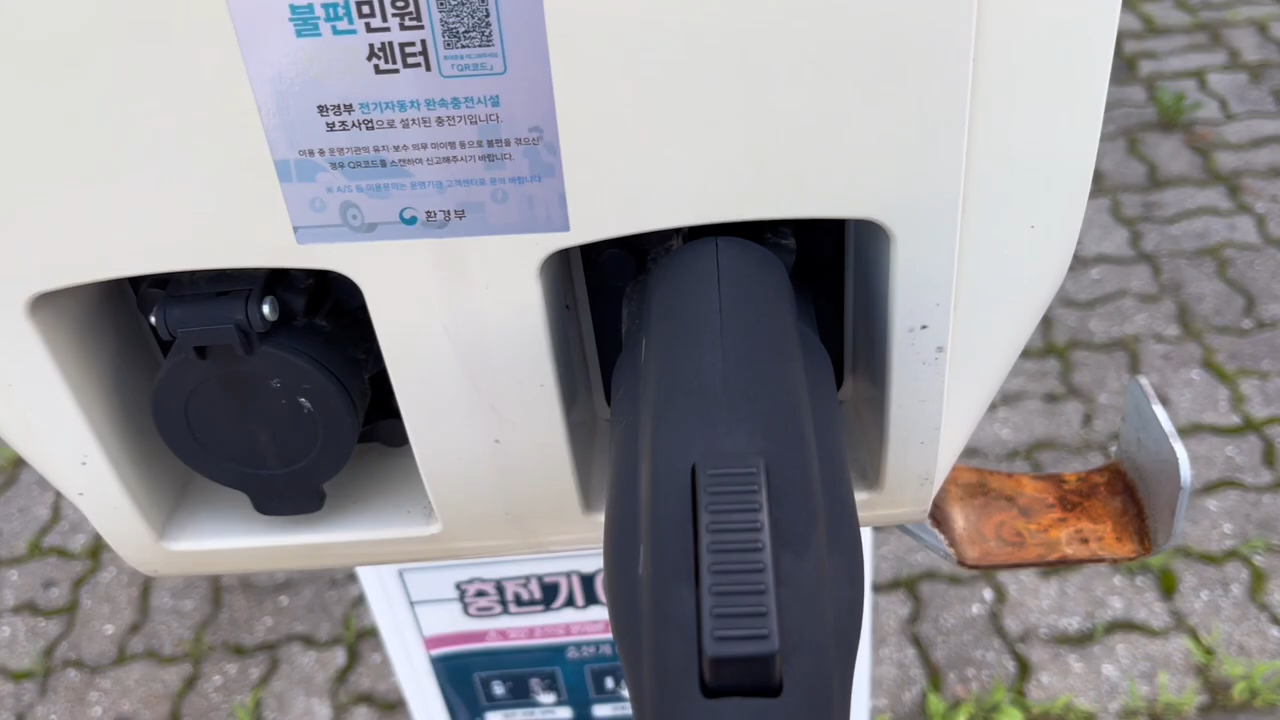 불편민원
센터
「QR코드」
환경부 전기자동차 완속충전시설
보조사업으로 설치된 충전기입니다.
이용 중 운영기관의 유지·보수 의무 미이행 등으로 불편을 겪으신
경우 QR코드를 스캔하여 신고해주시기 바랍니다.
※ A/S 등 이용문의는 운영기관 고객센터로 문의 바랍니다
환경부
충전기